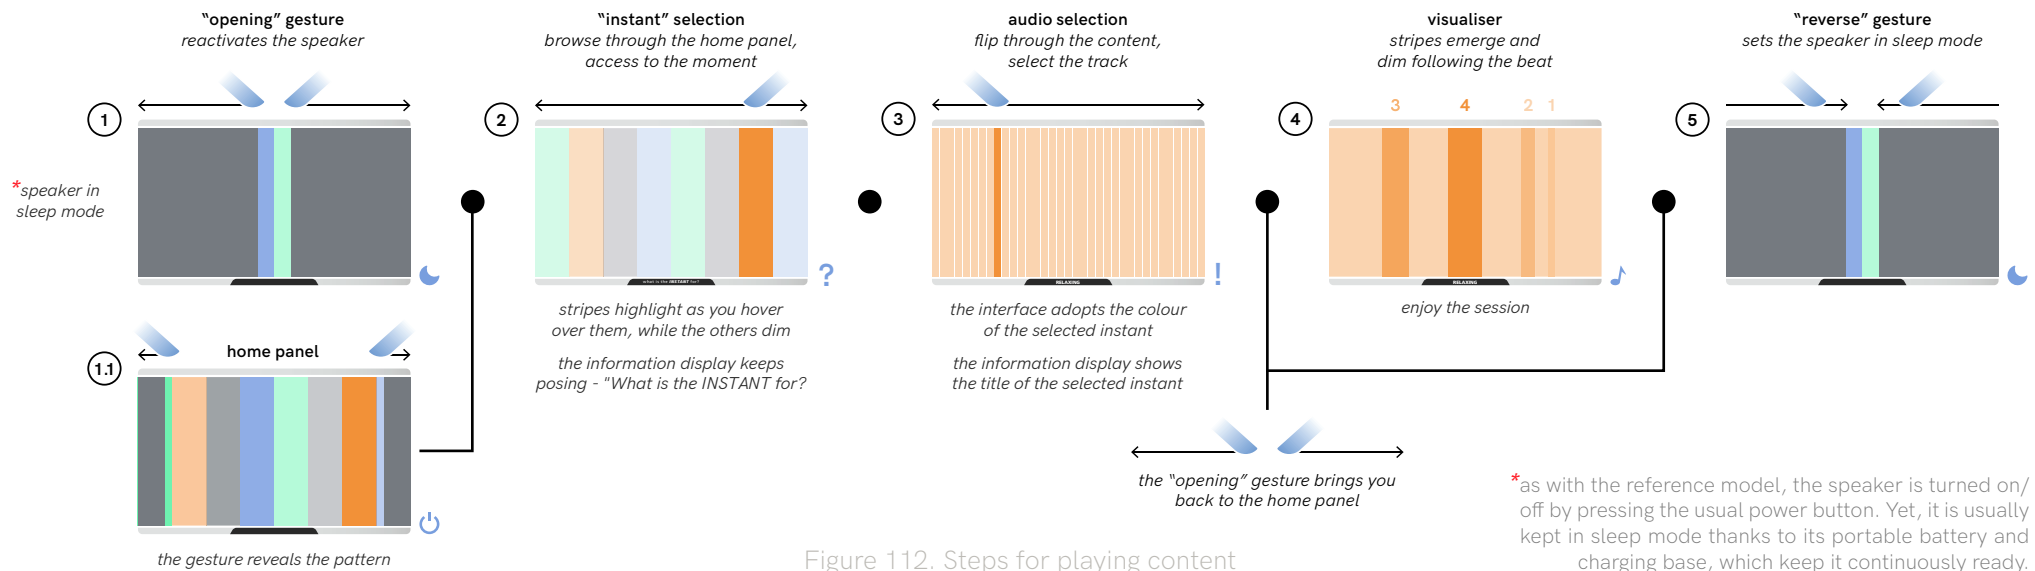 “opening” gesture
reactivates the speaker
1
*speaker in
sleep mode
1.1
home panel
the gesture reveals the pattern
“instant” selection
browse through the home panel,
access to the moment
2
what is the INSTANT for?
?
stripes highlight as you hover
over them, while the others dim
the information display keeps
posing - "What is the INSTANT for?
audio selection
flip through the content,
select the track
3
RELAXING
!
the interface adopts the colour
of the selected instant
the information display shows
the title of the selected instant
visualiser
stripes emerge and
dim following the beat
4
3 4 2 1
RELAXING
enjoy the session
“reverse” gesture
sets the speaker in sleep mode
5
the “opening” gesture brings you
back to the home panel
*as with the reference model, the speaker is turned on/
off by pressing the usual power button. Yet, it is usually
kept in sleep mode thanks to its portable battery and
charging base, which keep it continuously ready.
Figure 112. Steps for playing content